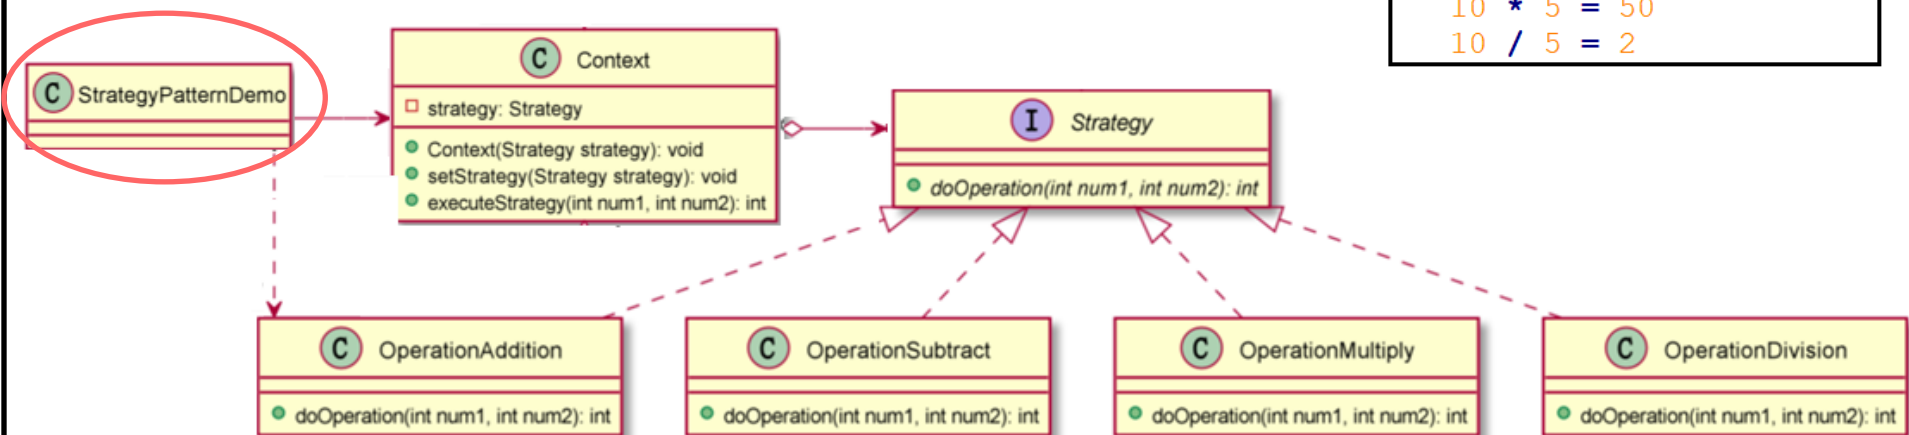 10 * 5 = 50
10 / 5 = 2
C StrategyPatternDemo
C Context
strategy: Strategy
Context(Strategy strategy): void
setStrategy(Strategy strategy): void
executeStrategy(int num1, int num2): int
I Strategy
doOperation(int num1, int num2): int
C OperationAddition
doOperation(int num1, int num2): int
C OperationSubtract
doOperation(int num1, int num2): int
C OperationMultiply
doOperation(int num1, int num2): int
C OperationDivision
doOperation(int num1, int num2): int